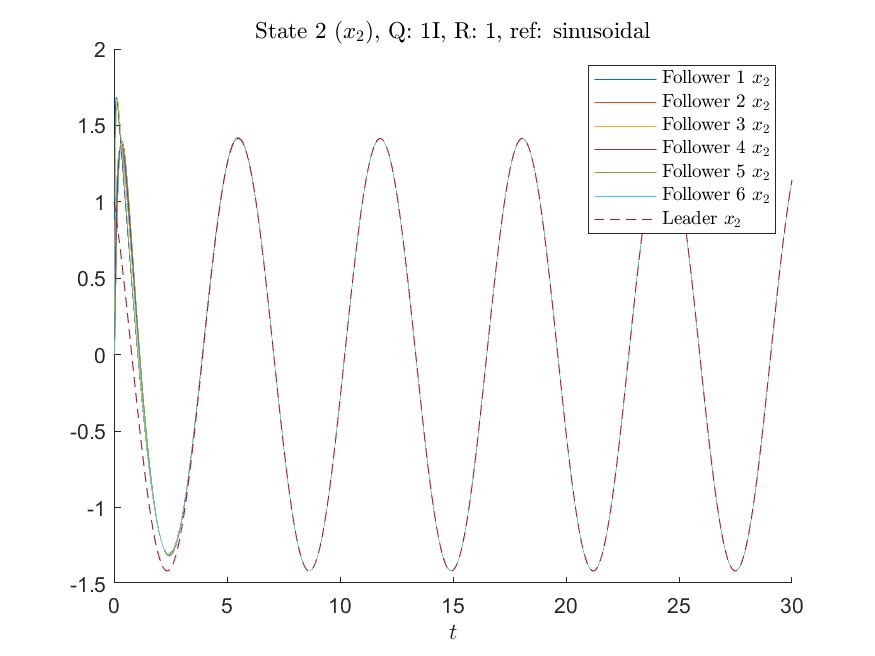 State 2 (x₂), Q: 1I, R: 1, ref: sinusoidal
2
1.5
1
0.5
0
-0.5
-1
-1.5
0 5 10 15 20 25 30
t
Follower 1 x₂
Follower 2 x₂
Follower 3 x₂
Follower 4 x₂
Follower 5 x₂
Follower 6 x₂
Leader x₂